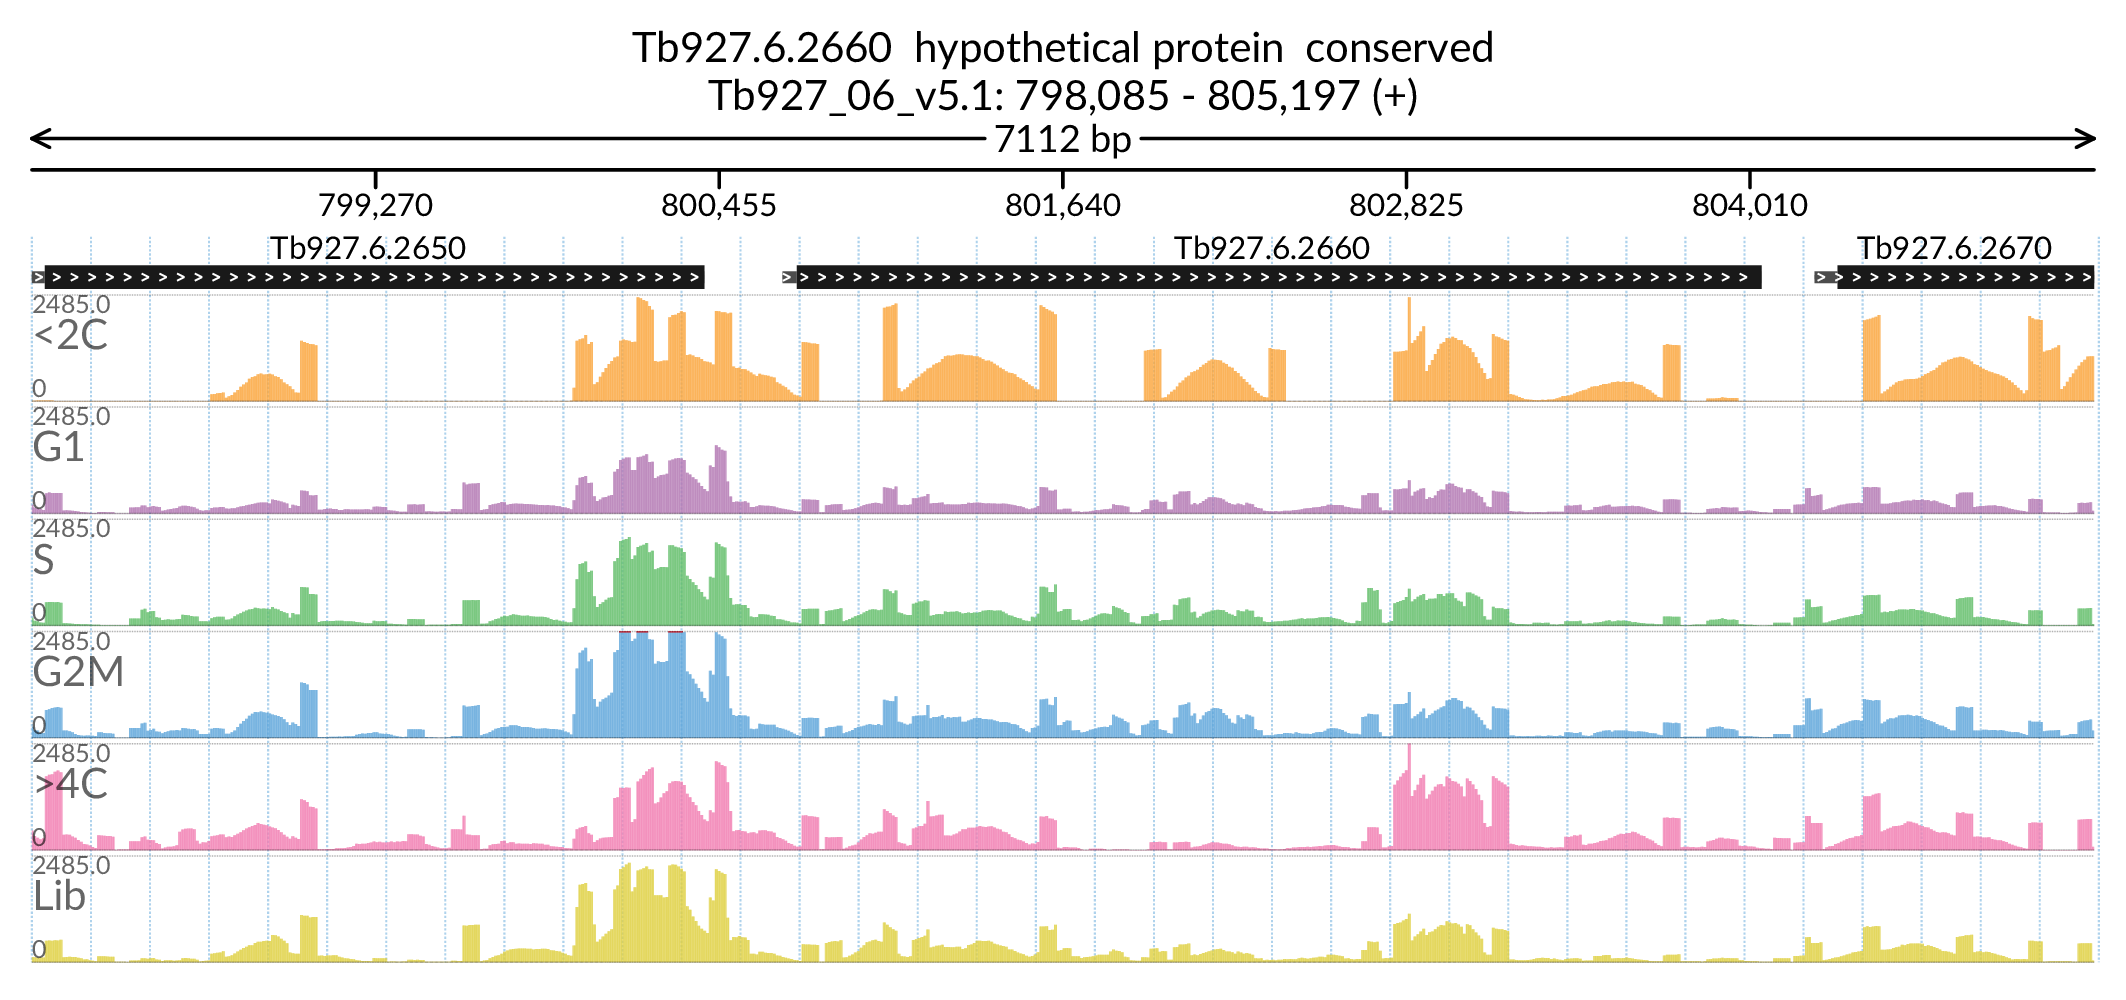 Tb927.6.2660 hypothetical protein conserved
Tb927_06_v5.1: 798,085 - 805,197 (+)
7112 bp
799,270 800,455 801,640 802,825 804,010
Tb927.6.2650 Tb927.6.2660 Tb927.6.2670
2485.0
<2C
0
2485.0
G1
0
2485.0
S
0
2485.0
G2M
0
2485.0
>4C
0
2485.0
Lib
0